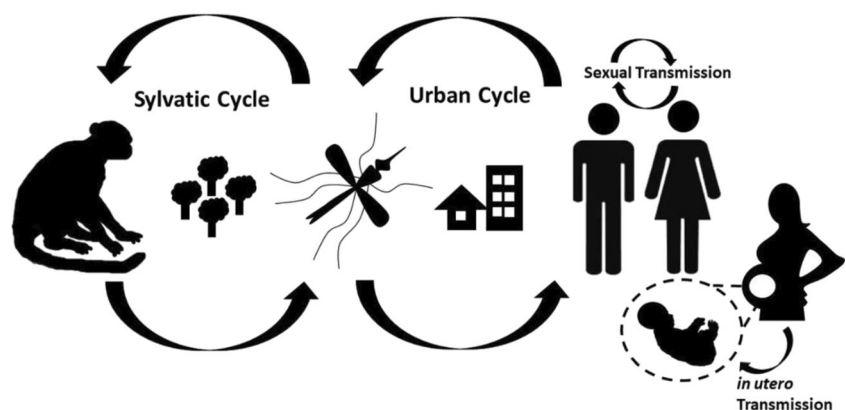 Sylvatic Cycle
Urban Cycle
Sexual Transmission
in utero
Transmission